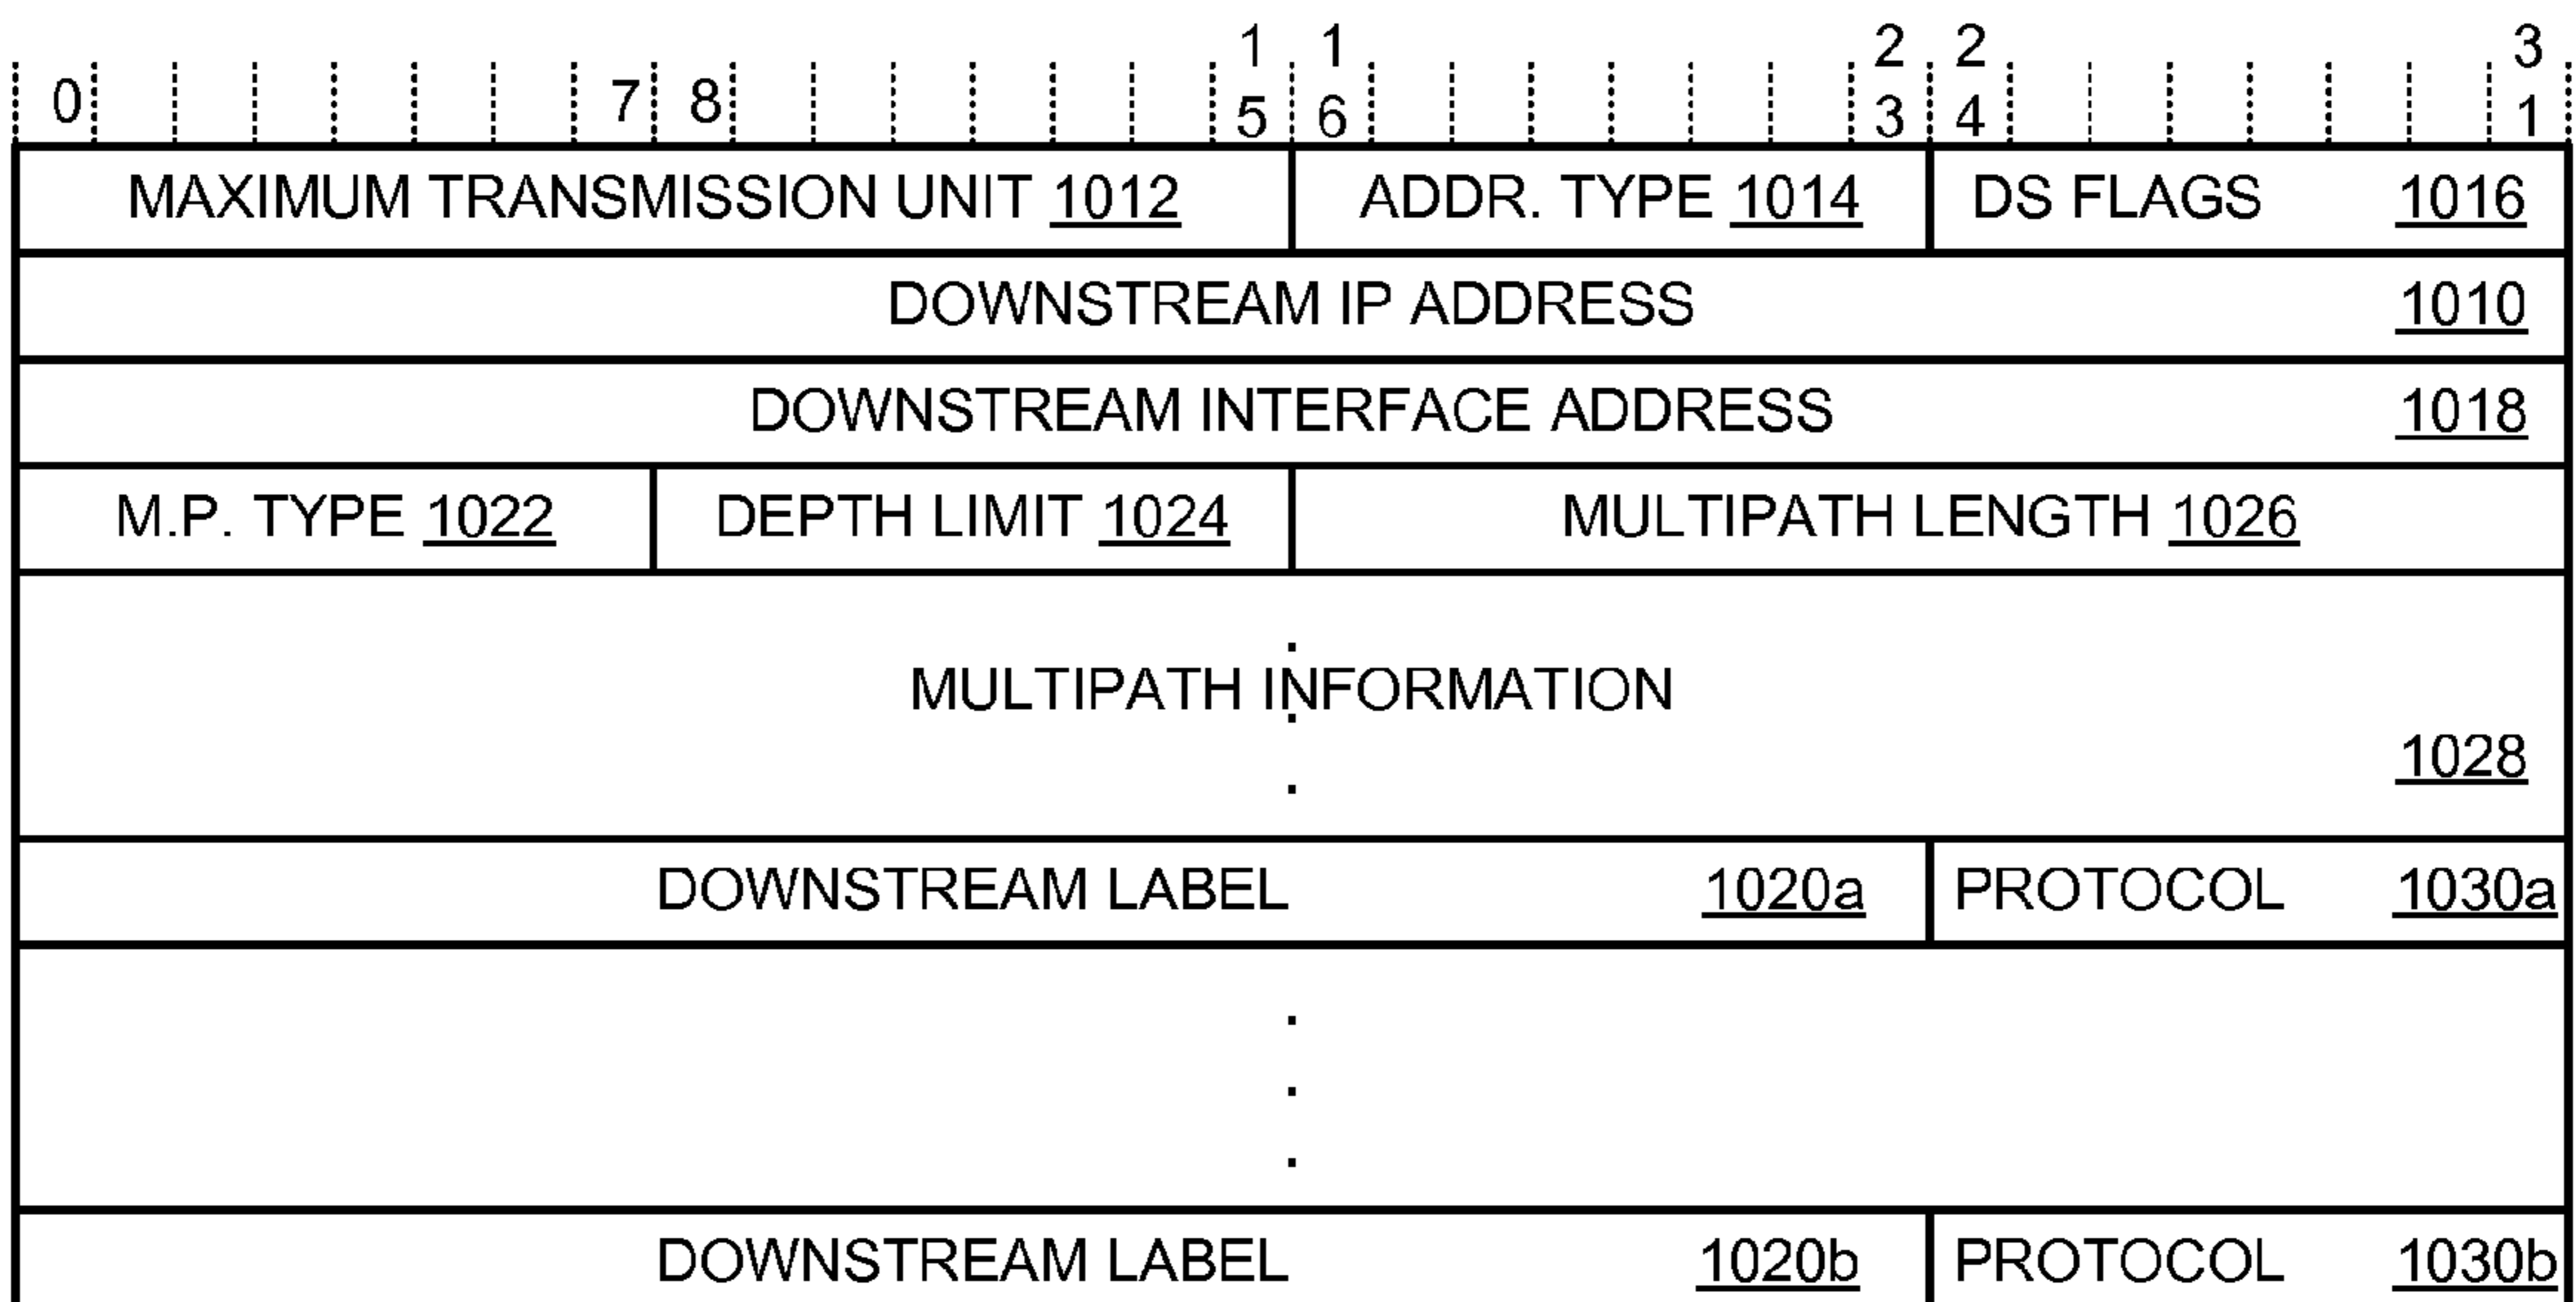 1 1 2 2 3
0 7 8 5 6 3 4 1
MAXIMUM TRANSMISSION UNIT 1012 ADDR. TYPE 1014 DS FLAGS 1016
DOWNSTREAM IP ADDRESS 1010
DOWNSTREAM INTERFACE ADDRESS 1018
M.P. TYPE 1022 DEPTH LIMIT 1024 MULTIPATH LENGTH 1026
MULTIPATH INFORMATION
1028
DOWNSTREAM LABEL 1020a PROTOCOL 1030a
DOWNSTREAM LABEL 1020b PROTOCOL 1030b